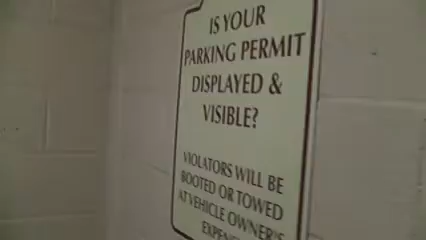 IS YOUR
PARKING PERMIT
DISPLAYED &
VISIBLE?
VIOLATORS WILL BE
BOOTED OR TOWED
AT VEHICLE OWNER'S